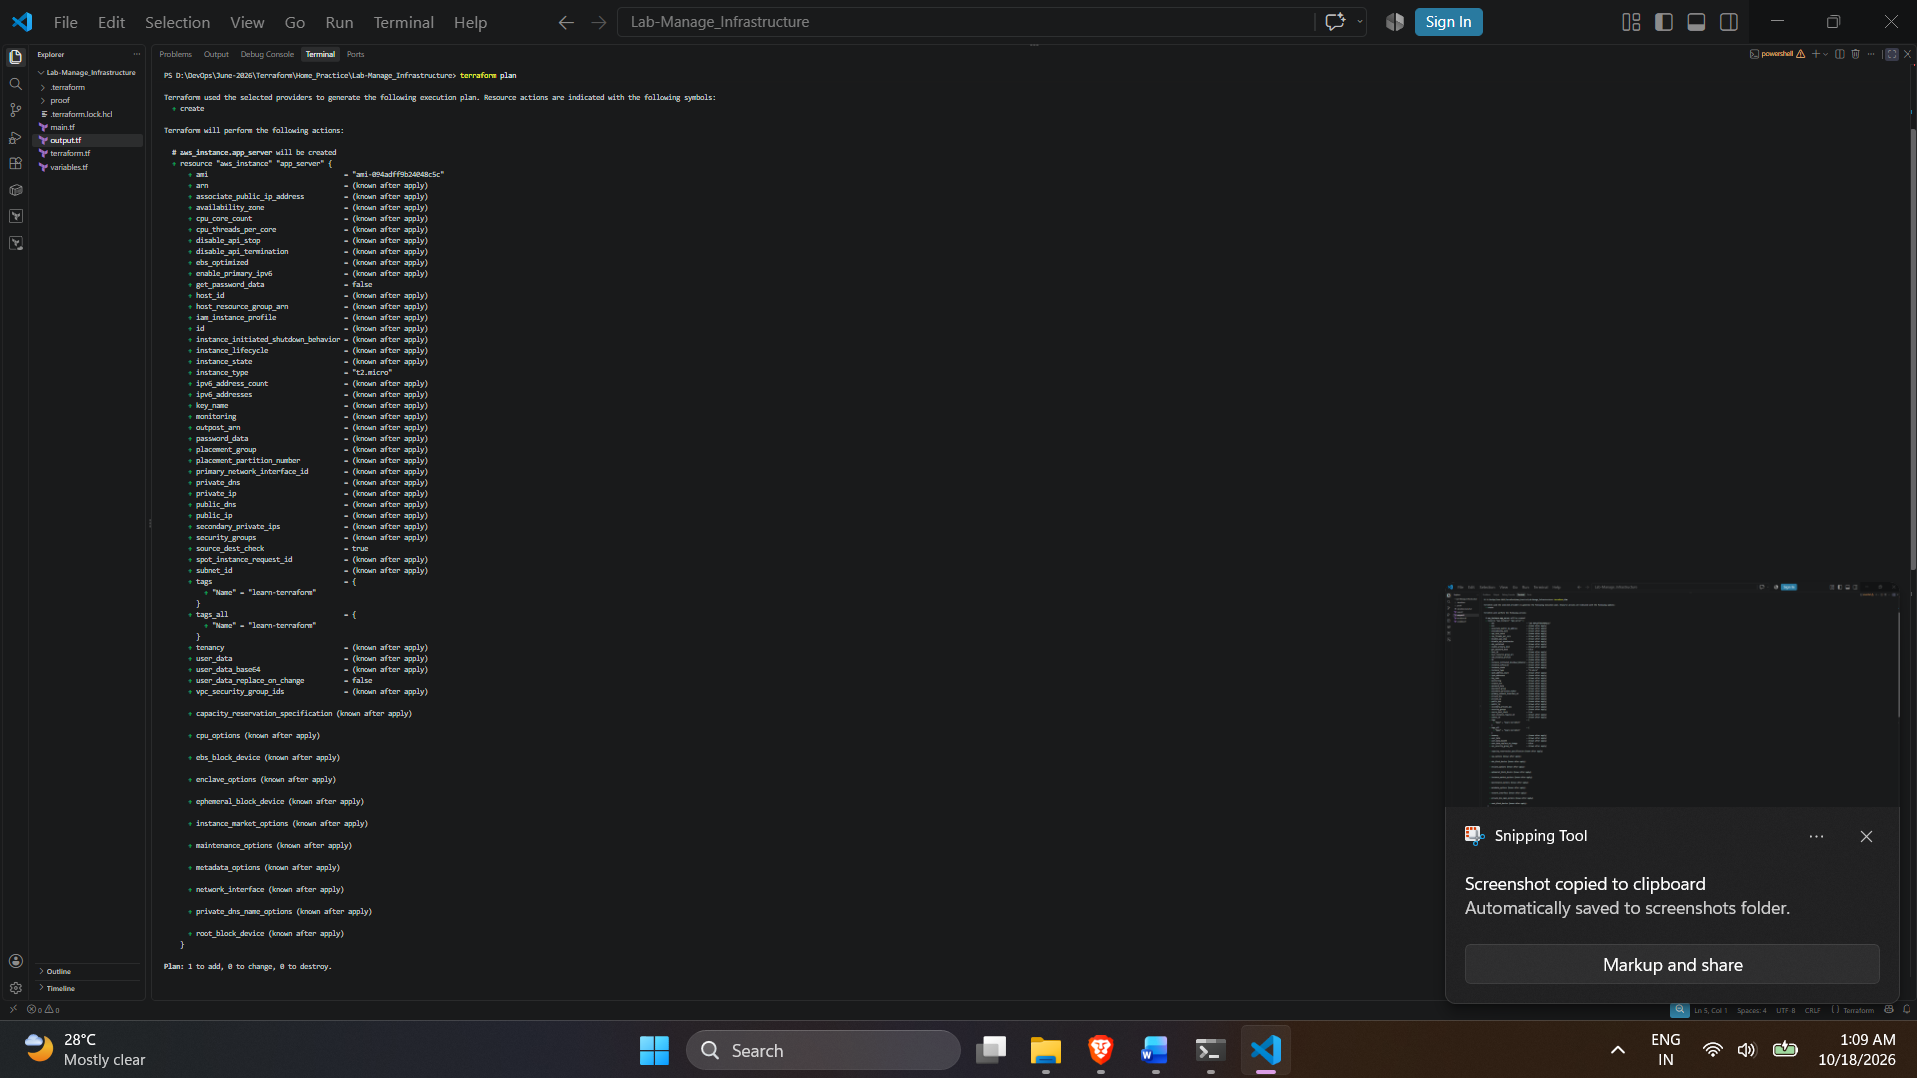 File Edit Selection View Go Run Terminal Help
Lab-Manage_Infrastructure
Sign In
Explorer
Lab-Manage_Infrastructure
.terraform
proof
.terraform.lock.hcl
main.tf
output.tf
terraform.tf
variables.tf
Outline
Timeline
Problems Output Debug Console Terminal Ports
powershell
PS D:\DevOps\June-2026\Terraform\Home_Practice\Lab-Manage_Infrastructure> terraform plan
Terraform used the selected providers to generate the following execution plan. Resource actions are indicated with the following symbols:
+ create
Terraform will perform the following actions:
# aws_instance.app_server will be created
+ resource "aws_instance" "app_server" {
+ ami = "ami-094adff9b24048c5c"
+ arn = (known after apply)
+ associate_public_ip_address = (known after apply)
+ availability_zone = (known after apply)
+ cpu_core_count = (known after apply)
+ cpu_threads_per_core = (known after apply)
+ disable_api_stop = (known after apply)
+ disable_api_termination = (known after apply)
+ ebs_optimized = (known after apply)
+ enable_primary_ipv6 = (known after apply)
+ get_password_data = false
+ host_id = (known after apply)
+ host_resource_group_arn = (known after apply)
+ iam_instance_profile = (known after apply)
+ id = (known after apply)
+ instance_initiated_shutdown_behavior = (known after apply)
+ instance_lifecycle = (known after apply)
+ instance_state = (known after apply)
+ instance_type = "t2.micro"
+ ipv6_address_count = (known after apply)
+ ipv6_addresses = (known after apply)
+ key_name = (known after apply)
+ monitoring = (known after apply)
+ outpost_arn = (known after apply)
+ password_data = (known after apply)
+ placement_group = (known after apply)
+ placement_partition_number = (known after apply)
+ primary_network_interface_id = (known after apply)
+ private_dns = (known after apply)
+ private_ip = (known after apply)
+ public_dns = (known after apply)
+ public_ip = (known after apply)
+ secondary_private_ips = (known after apply)
+ security_groups = (known after apply)
+ source_dest_check = true
+ spot_instance_request_id = (known after apply)
+ subnet_id = (known after apply)
+ tags = {
+ "Name" = "learn-terraform"
}
+ tags_all = {
+ "Name" = "learn-terraform"
}
+ tenancy = (known after apply)
+ user_data = (known after apply)
+ user_data_base64 = (known after apply)
+ user_data_replace_on_change = false
+ vpc_security_group_ids = (known after apply)
+ capacity_reservation_specification (known after apply)
+ cpu_options (known after apply)
+ ebs_block_device (known after apply)
+ enclave_options (known after apply)
+ ephemeral_block_device (known after apply)
+ instance_market_options (known after apply)
+ maintenance_options (known after apply)
+ metadata_options (known after apply)
+ network_interface (known after apply)
+ private_dns_name_options (known after apply)
+ root_block_device (known after apply)
}
Plan: 1 to add, 0 to change, 0 to destroy.
Snipping Tool
Screenshot copied to clipboard
Automatically saved to screenshots folder.
Markup and share
0 0
Ln 5, Col 1 Spaces: 4 UTF-8 CRLF {} Terraform
28°C
Mostly clear
Search
ENG
IN
1:09 AM
10/18/2026